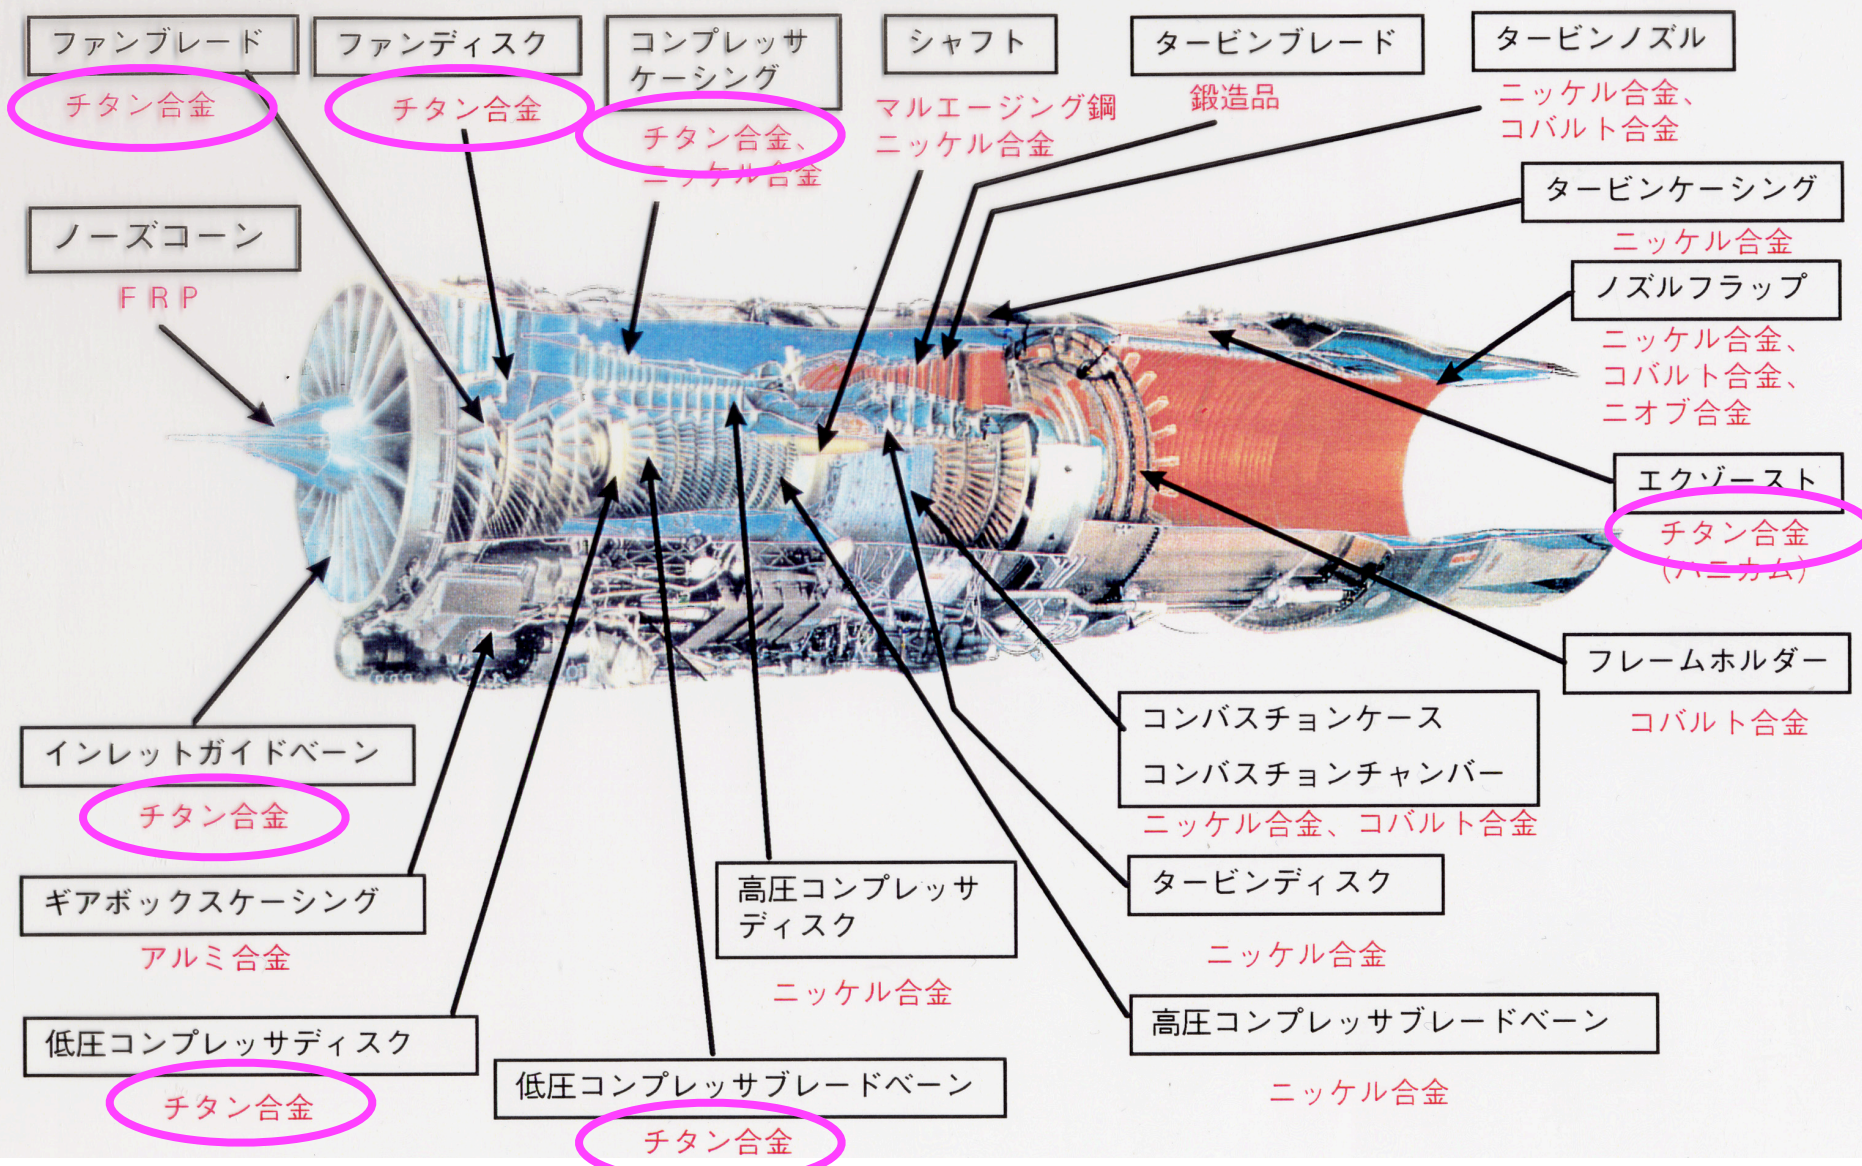 ファンブレード
チタン合金
ファンディスク
チタン合金
コンプレッサ
ケーシング
チタン合金、
ニッケル合金
シャフト
マルエージング鋼
ニッケル合金
タービンブレード
鍛造品
タービンノズル
ニッケル合金、
コバルト合金
タービンケーシング
ニッケル合金
ノーズコーン
FRP
ノズルフラップ
ニッケル合金、
コバルト合金、
ニオブ合金
エクゾースト
チタン合金
(ハニカム)
フレームホルダー
コバルト合金
インレットガイドベーン
チタン合金
コンバスチョンケース
コンバスチョンチャンバー
ニッケル合金、コバルト合金
ギアボックスケーシング
アルミ合金
高圧コンプレッサ
ディスク
ニッケル合金
タービンディスク
ニッケル合金
低圧コンプレッサディスク
チタン合金
低圧コンプレッサブレードベーン
チタン合金
高圧コンプレッサブレードベーン
ニッケル合金